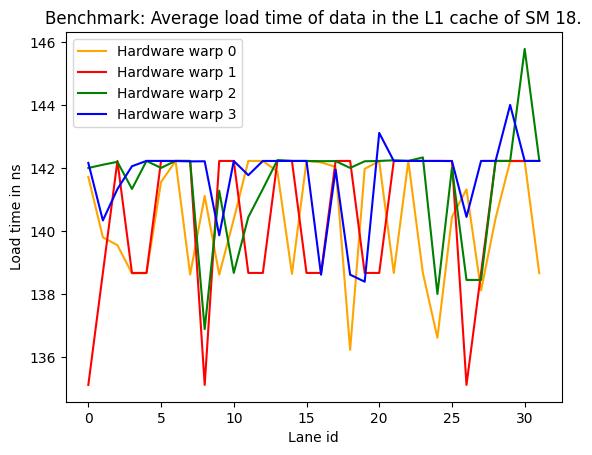 Benchmark: Average load time of data in the L1 cache of SM 18.
146
144
142
140
138
136
Load time in ns
Hardware warp 0
Hardware warp 1
Hardware warp 2
Hardware warp 3
0 5 10 15 20 25 30
Lane id